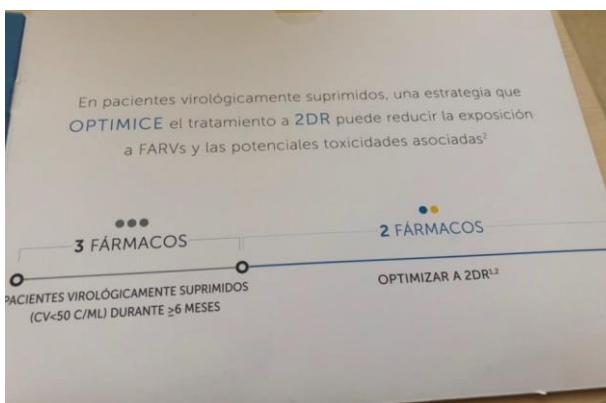 En pacientes virológicamente suprimidos, una estrategia que
OPTIMICE el tratamiento a 2DR puede reducir la exposición
a FARVs y las potenciales toxicidades asociadas²
3 FÁRMACOS
2 FÁRMACOS
PACIENTES VIROLÓGICAMENTE SUPRIMIDOS
(CV<50 C/ML) DURANTE ≥6 MESES
OPTIMIZAR A 2DR¹,²